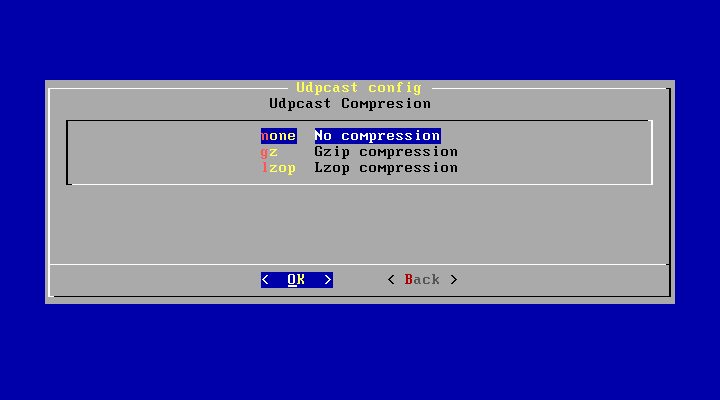 Udpcast config
Udpcast Compresion
none No compression
gz Gzip compression
lzop Lzop compression
< OK > < Back >